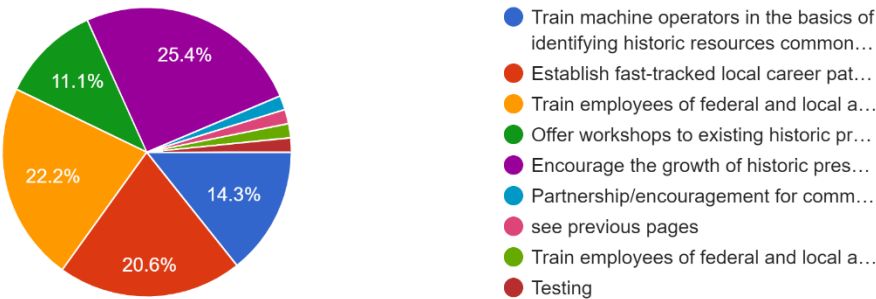 25.4%
11.1%
22.2%
14.3%
20.6%
Train machine operators in the basics of
identifying historic resources common…
Establish fast-tracked local career pat…
Train employees of federal and local a…
Offer workshops to existing historic pr…
Encourage the growth of historic pres…
Partnership/encouragement for comm…
see previous pages
Train employees of federal and local a…
Testing